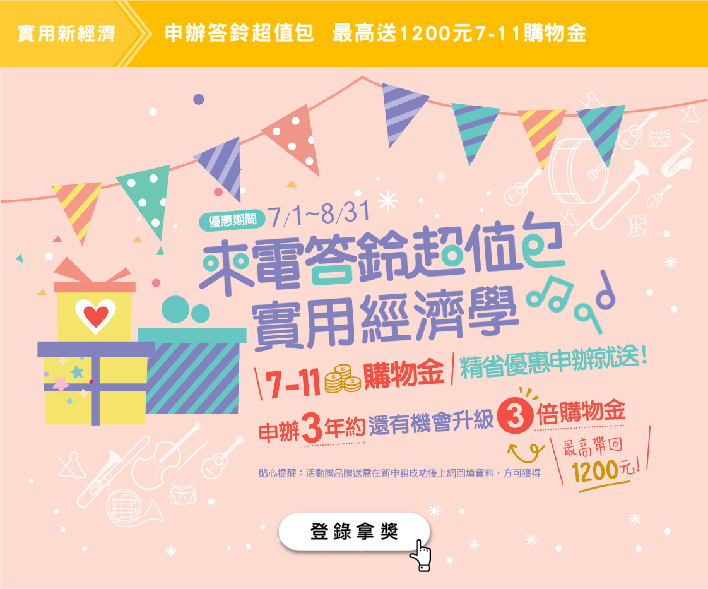 實用新經濟 申辦答鈴超值包 最高送1200元7-11購物金
優惠期間 7/1~8/31
來電答鈴超值包
實用經濟學
7-11 購物金 精省優惠申辦就送!
申辦3年約還有機會升級3倍購物金
最高帶回
1200元!
貼心提醒：活動贈品贈送需在新申租成功後上網回填資料，方可獲得
登錄拿獎